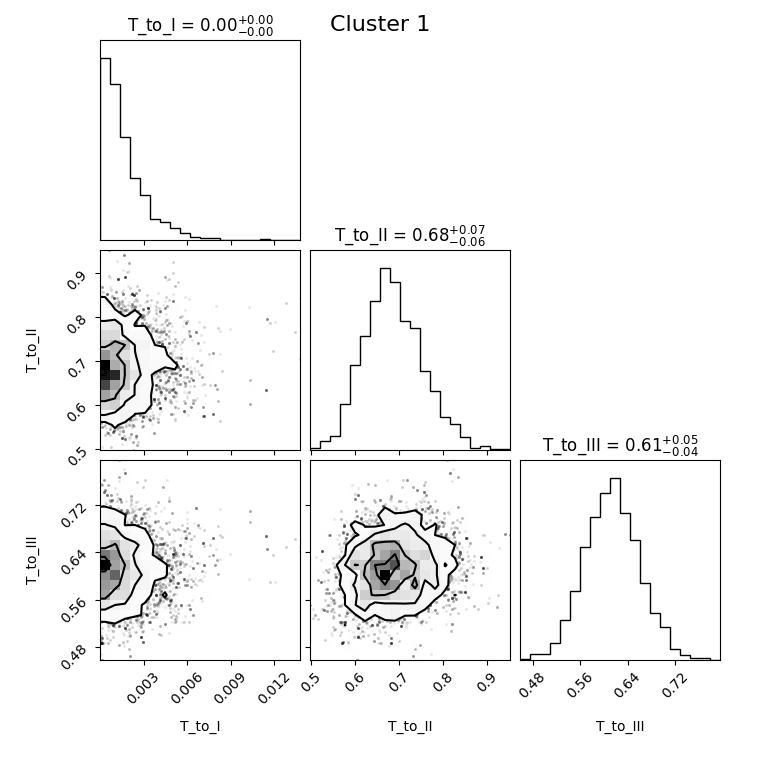 Cluster 1
T_to_I = 0.00+0.00 −0.00
T_to_II = 0.68+0.07 −0.06
T_to_II
0.9
0.8
0.7
0.6
0.5
T_to_III = 0.61+0.05 −0.04
T_to_III
0.72
0.64
0.56
0.48
0.003 0.006 0.009 0.012
0.5 0.6 0.7 0.8 0.9
0.48 0.56 0.64 0.72
T_to_I T_to_II T_to_III